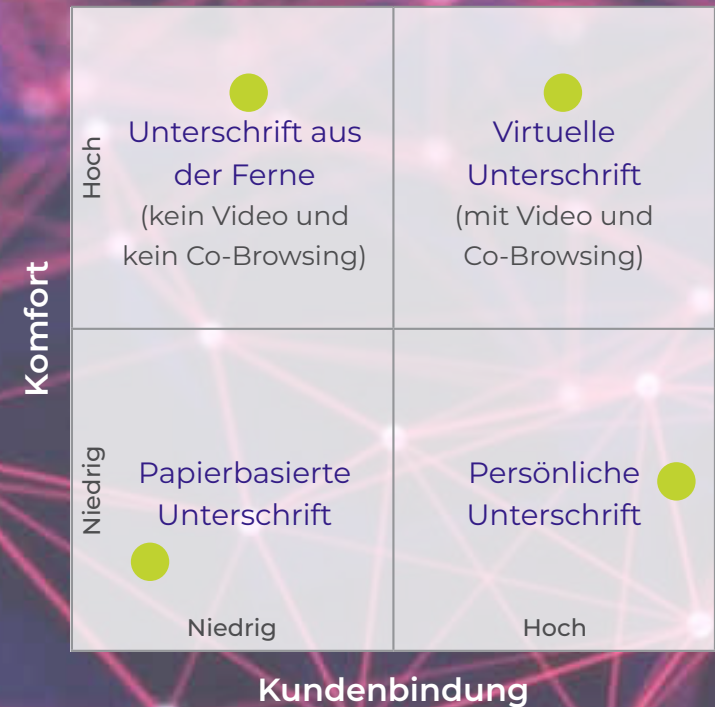 Komfort
Hoch
Unterschrift aus
der Ferne
(kein Video und
kein Co-Browsing)
Virtuelle
Unterschrift
(mit Video und
Co-Browsing)
Niedrig
Papierbasierte
Unterschrift
Persönliche
Unterschrift
Niedrig
Hoch
Kundenbindung